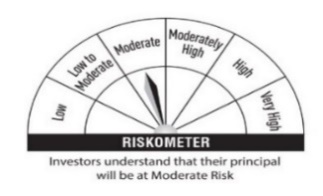 Low
Low to
Moderate
Moderate
Moderately
High
High
Very High
RISKOMETER
Investors understand that their principal
will be at Moderate Risk